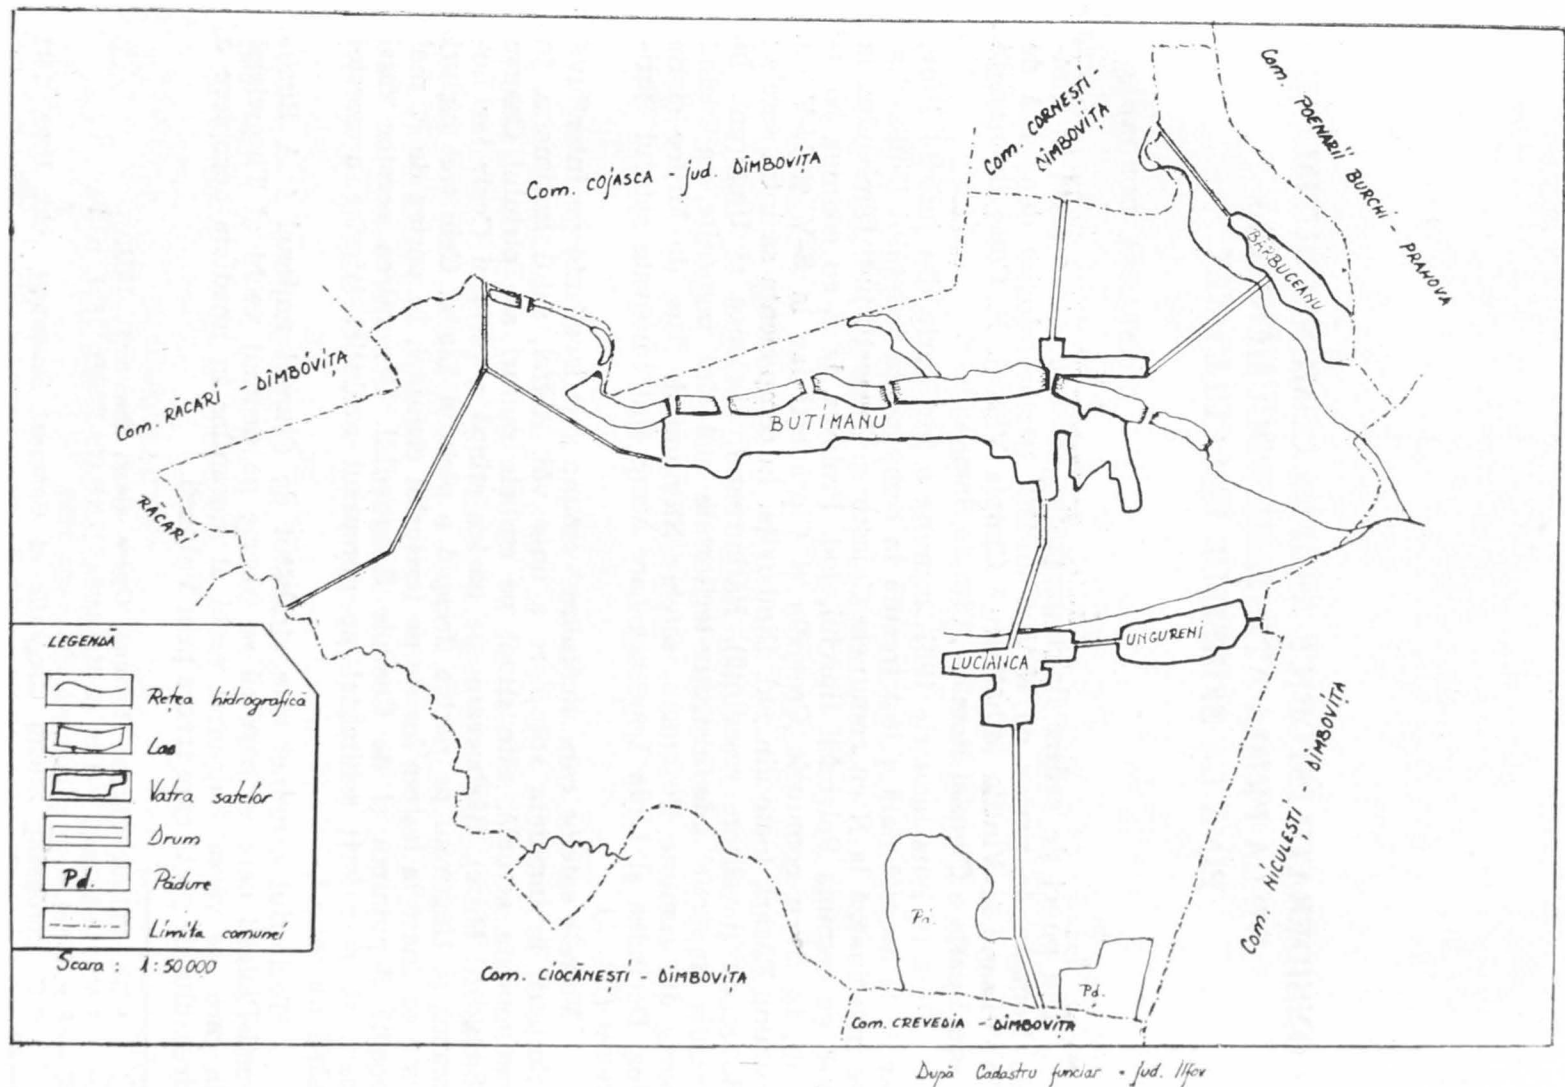 Com. CORNEȘTI -
DÎMBOVIȚA
Com. POENARII BURCHI - PRAHOVA
Com. COJASCA - jud. DÎMBOVIȚA
BĂRBUCEANU
Com. RĂCARI - DÎMBOVIȚA
BUTIMANU
RĂCARI
UNGURENI
LUCIANCA
LEGENDĂ
Rețea hidrografică
Lac
Vatra satelor
Drum
Pd. Pădure
Limita comunei
Scara : 1:50 000
Com. NICULEȘTI - DÎMBOVIȚA
Pd.
Pd.
Com. CIOCĂNEȘTI - DÎMBOVIȚA
Com. CREVEDIA - DÎMBOVIȚA
După Cadastru funciar - jud. Ilfov